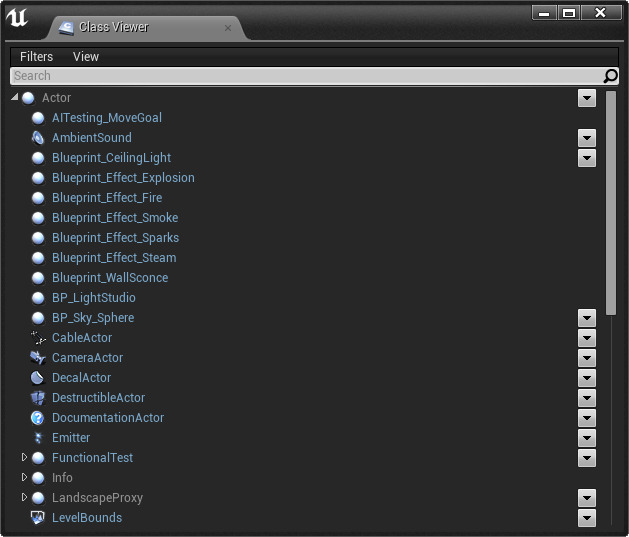 Class Viewer
Filters View
Search
Actor
AITesting_MoveGoal
AmbientSound
Blueprint_CeilingLight
Blueprint_Effect_Explosion
Blueprint_Effect_Fire
Blueprint_Effect_Smoke
Blueprint_Effect_Sparks
Blueprint_Effect_Steam
Blueprint_WallSconce
BP_LightStudio
BP_Sky_Sphere
CableActor
CameraActor
DecalActor
DestructibleActor
DocumentationActor
Emitter
FunctionalTest
Info
LandscapeProxy
LevelBounds